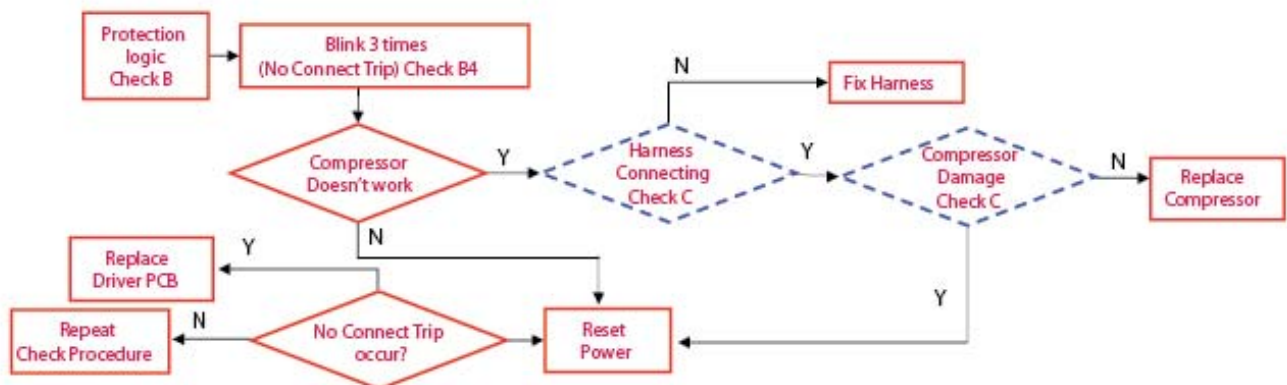 Protection
logic
Check B
Blink 3 times
(No Connect Trip) Check B4
N
Fix Harness
Compressor
Doesn't work
Y
Harness
Connecting
Check C
Y
Compressor
Damage
Check C
N
Replace
Compressor
N
Y
Replace
Driver PCB
Y
N
Repeat
Check Procedure
No Connect Trip
occur?
Reset
Power